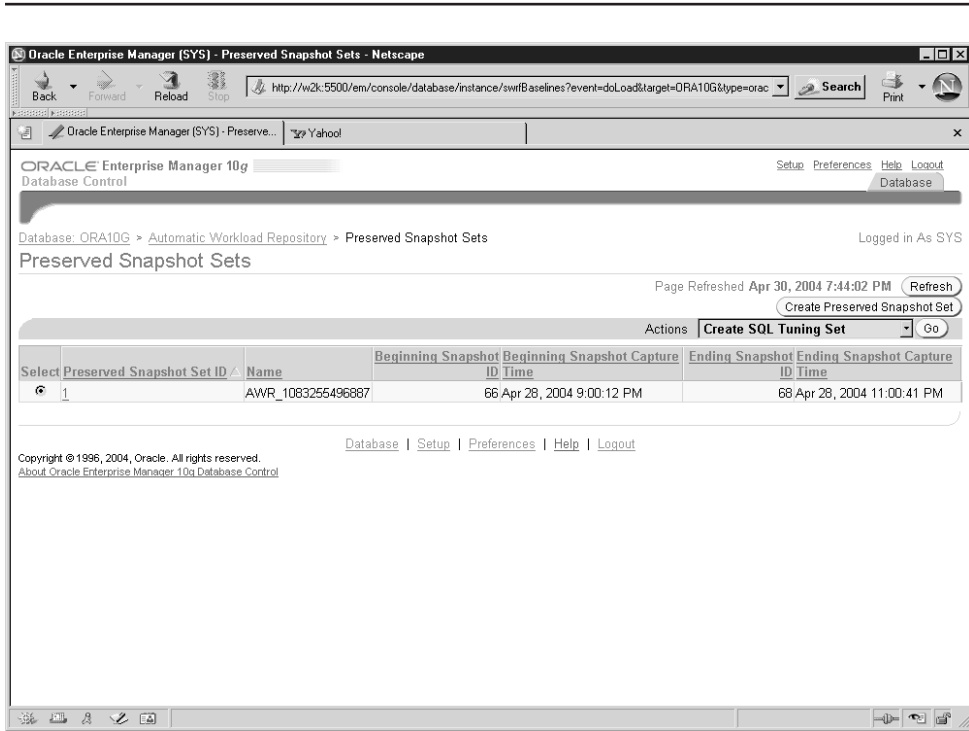 Oracle Enterprise Manager (SYS) - Preserved Snapshot Sets - Netscape
Back Forward Reload Stop http://w2k:5500/em/console/database/instance/swrfBaselines?event=doLoad&target=ORA10G&type=orac Search Print
Oracle Enterprise Manager (SYS) - Preserve... Yahoo!
ORACLE Enterprise Manager 10g
Database Control
Setup Preferences Help Logout
Database
Database: ORA10G > Automatic Workload Repository > Preserved Snapshot Sets
Logged in As SYS
Preserved Snapshot Sets
Page Refreshed Apr 30, 2004 7:44:02 PM Refresh
Create Preserved Snapshot Set
Actions Create SQL Tuning Set Go
Select Preserved Snapshot Set ID Name Beginning Snapshot ID Beginning Snapshot Capture Time Ending Snapshot ID Ending Snapshot Capture Time
1 AWR_1083255496887 66 Apr 28, 2004 9:00:12 PM 68 Apr 28, 2004 11:00:41 PM
Database | Setup | Preferences | Help | Logout
Copyright © 1996, 2004, Oracle. All rights reserved.
About Oracle Enterprise Manager 10g Database Control